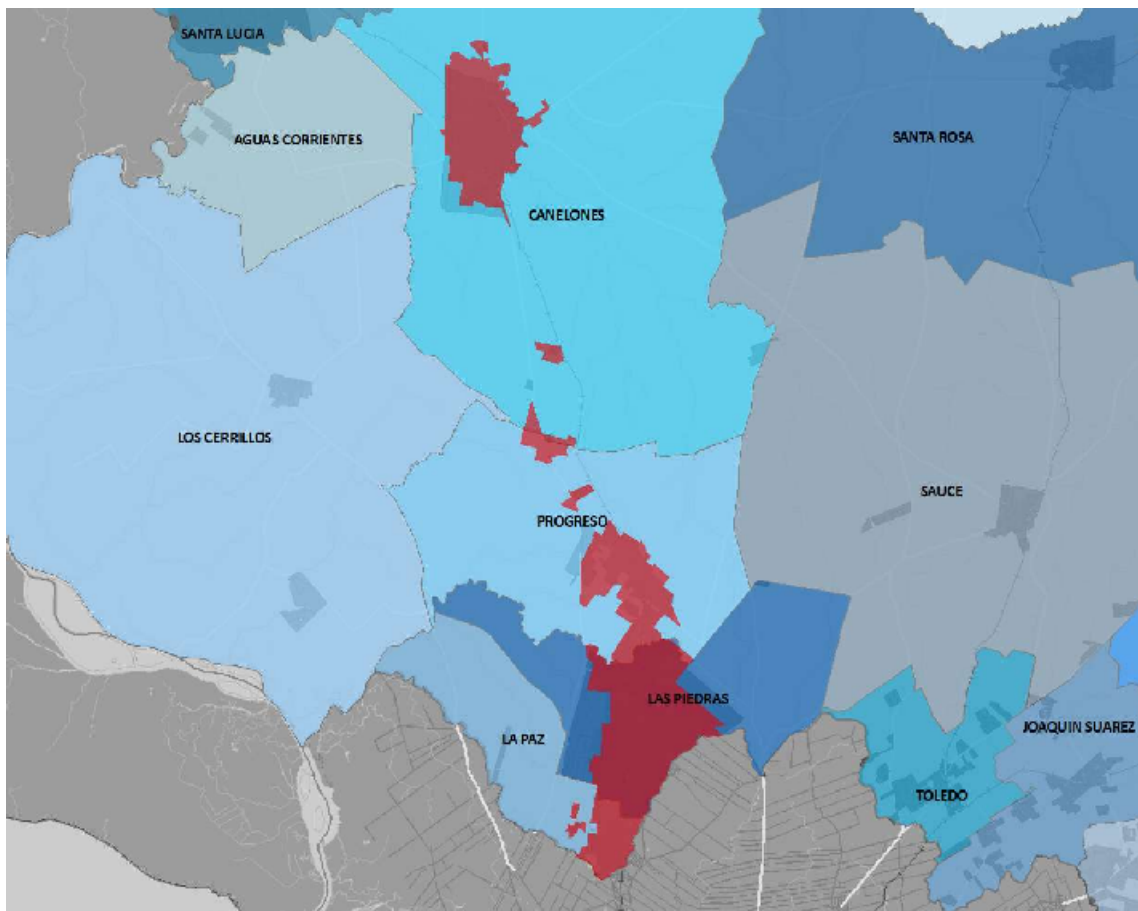 SANTA LUCIA
AGUAS CORRIENTES
SANTA ROSA
CANELONES
LOS CERRILLOS
SAUCE
PROGRESO
LAS PIEDRAS
JOAQUIN SUAREZ
LA PAZ
TOLEDO